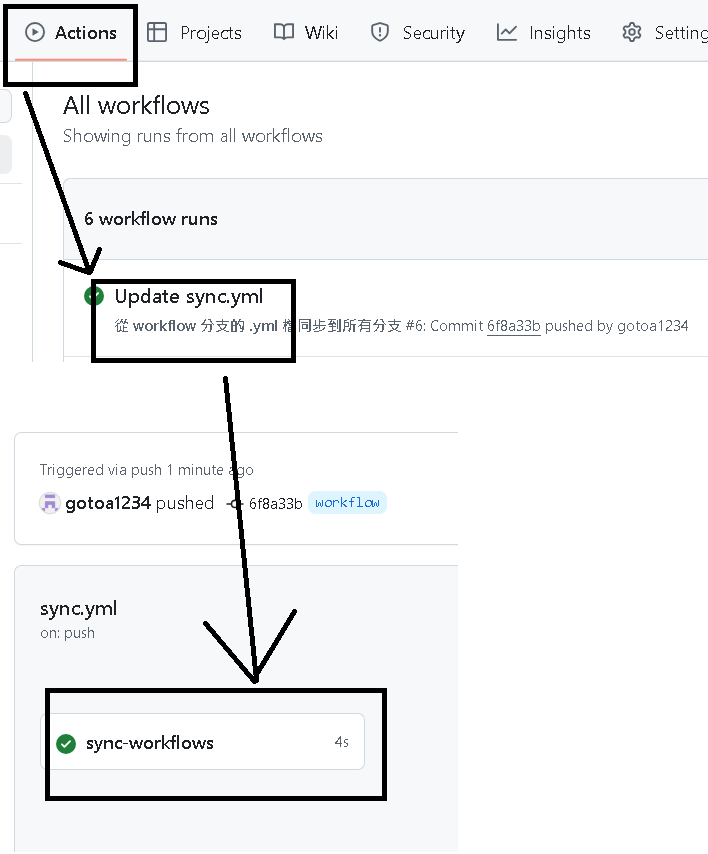 Actions Projects Wiki Security Insights Setting
All workflows
Showing runs from all workflows
6 workflow runs
Update sync.yml
從 workflow 分支的 .yml 檔同步到所有分支 #6: Commit 6f8a33b pushed by gotoa1234
Triggered via push 1 minute ago
gotoa1234 pushed 6f8a33b workflow
sync.yml
on: push
sync-workflows 4s